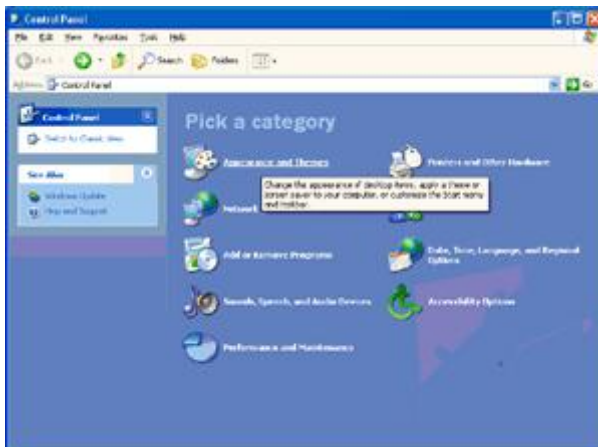 Control Panel
File Edit View Favorites Tools Help
Back Search Folders
Address Control Panel Go
Control Panel
Switch to Classic View
See Also
Windows Update
Help and Support
Pick a category
Appearance and Themes
Printers and Other Hardware
Change the appearance of desktop items, apply a theme or
screen saver to your computer, or customize the Start menu
and taskbar.
Network
Add or Remove Programs
Date, Time, Language, and Regional
Options
Sounds, Speech, and Audio Devices
Accessibility Options
Performance and Maintenance